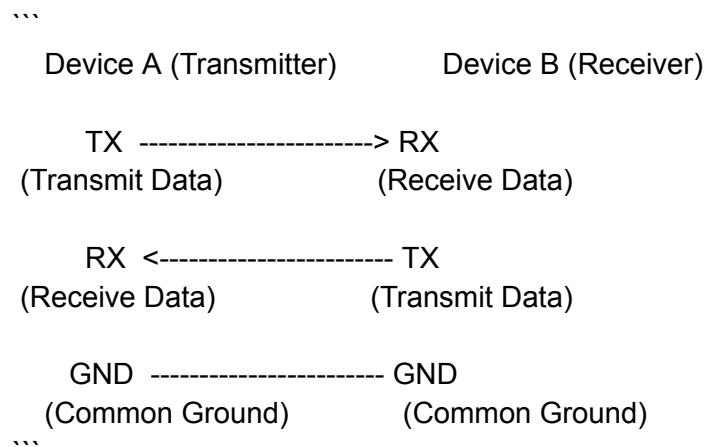 ```
Device A (Transmitter) Device B (Receiver)
TX ------------------------> RX
(Transmit Data) (Receive Data)
RX <------------------------ TX
(Receive Data) (Transmit Data)
GND ------------------------ GND
(Common Ground) (Common Ground)
```